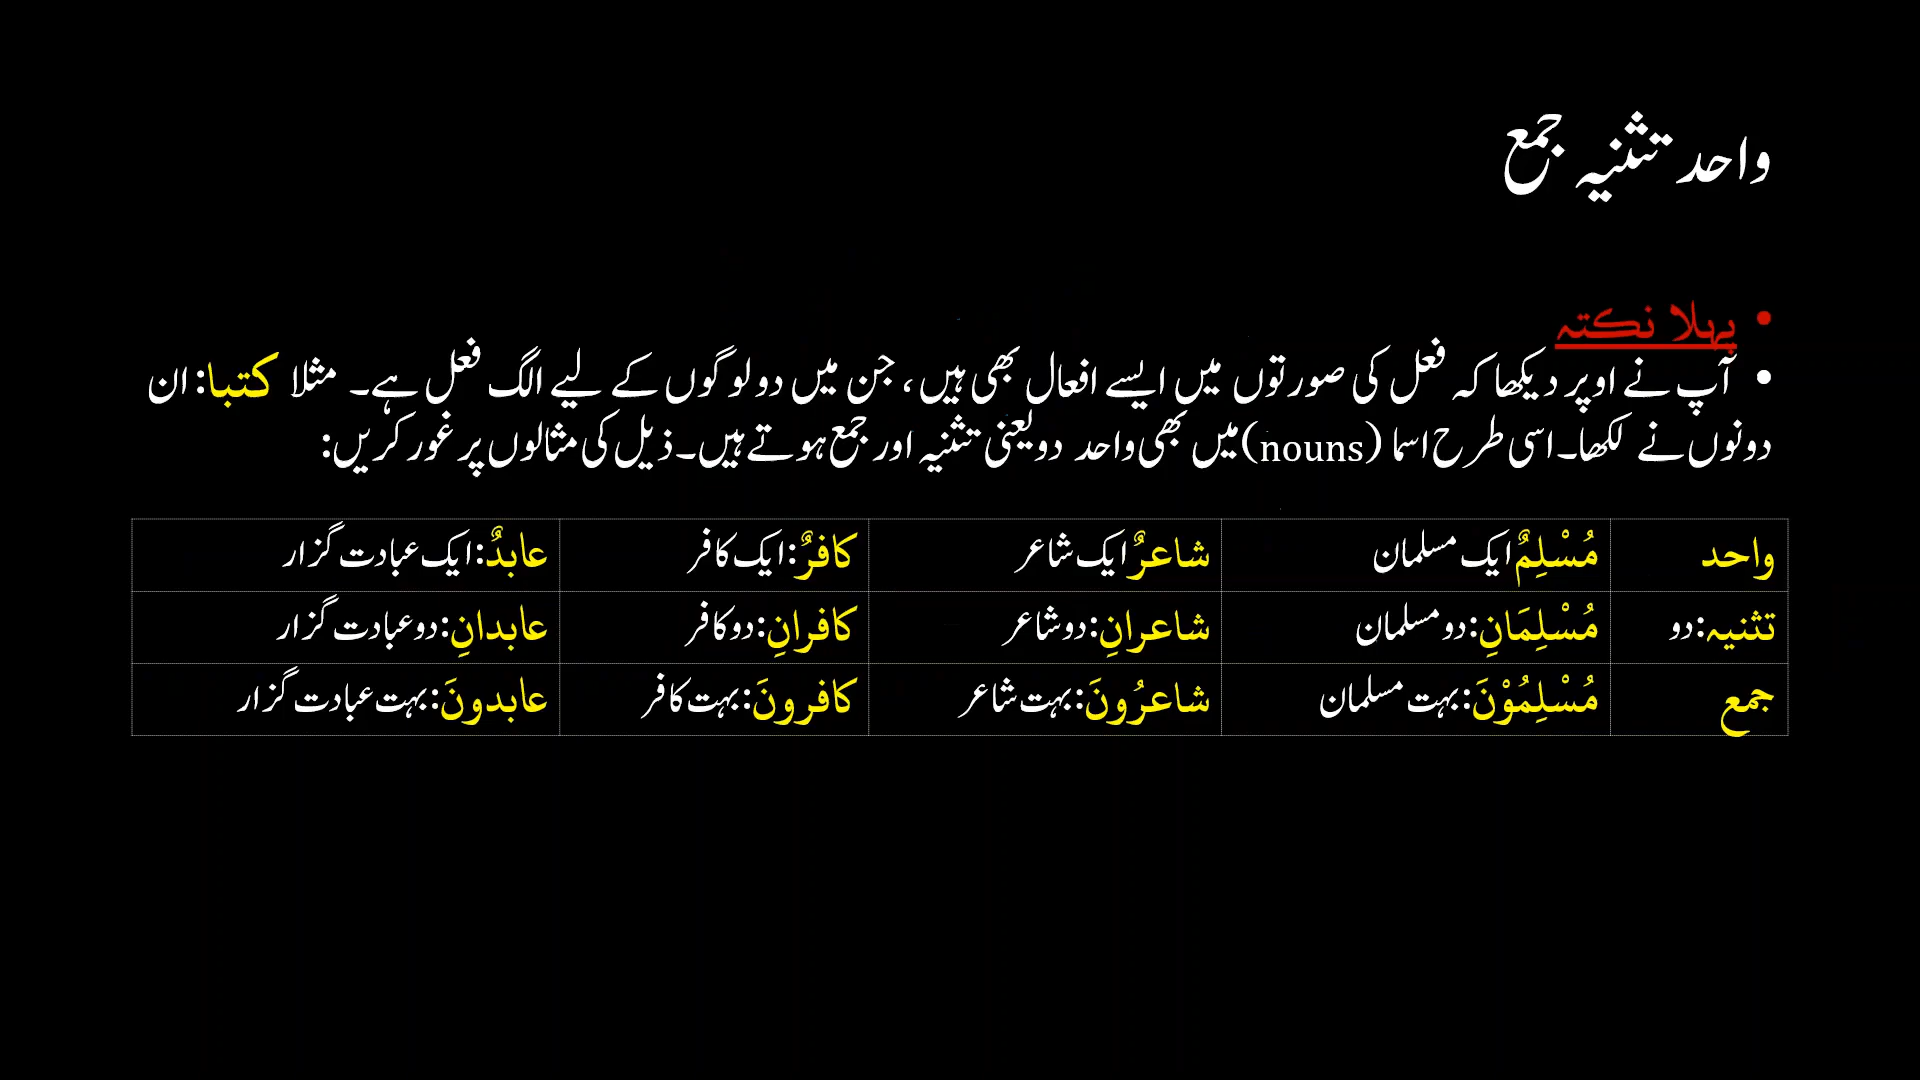 واحد تثنیہ جمع
• پہلا نکتہ
• آپ نے اوپر دیکھا کہ فعل کی صورتوں میں ایسے افعال بھی ہیں، جن میں دو لوگوں کے لیے الگ فعل ہے۔ مثلا کتبا: ان
دونوں نے لکھا۔ اسی طرح اسما (nouns) میں بھی واحد دو یعنی تثنیہ اور جمع ہوتے ہیں۔ ذیل کی مثالوں پر غور کریں:
واحد مُسْلِمٌ ایک مسلمان شاعرٌ ایک شاعر کافرٌ: ایک کافر عابدٌ: ایک عبادت گزار
تثنیہ: دو مُسْلِمَانِ: دو مسلمان شاعرانِ: دو شاعر کافرانِ: دو کافر عابدانِ: دو عبادت گزار
جمع مُسْلِمُوْنَ: بہت مسلمان شاعرُونَ: بہت شاعر کافرونَ: بہت کافر عابدونَ: بہت عبادت گزار